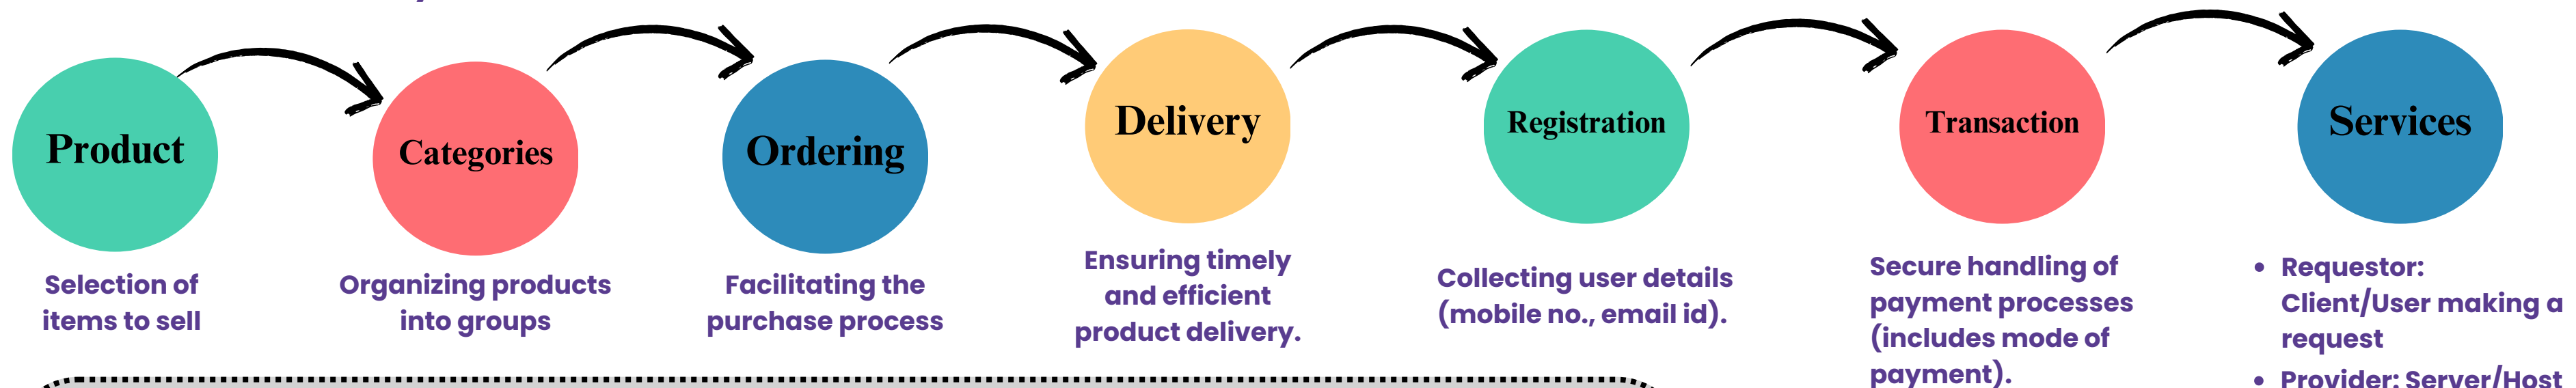 Product
Categories
Ordering
Delivery
Registration
Transaction
Services
Selection of
items to sell
Organizing products
into groups
Facilitating the
purchase process
Ensuring timely
and efficient
product delivery.
Collecting user details
(mobile no., email id).
Secure handling of
payment processes
(includes mode of
payment).
• Requestor:
Client/User making a
request
• Provider: Server/Host